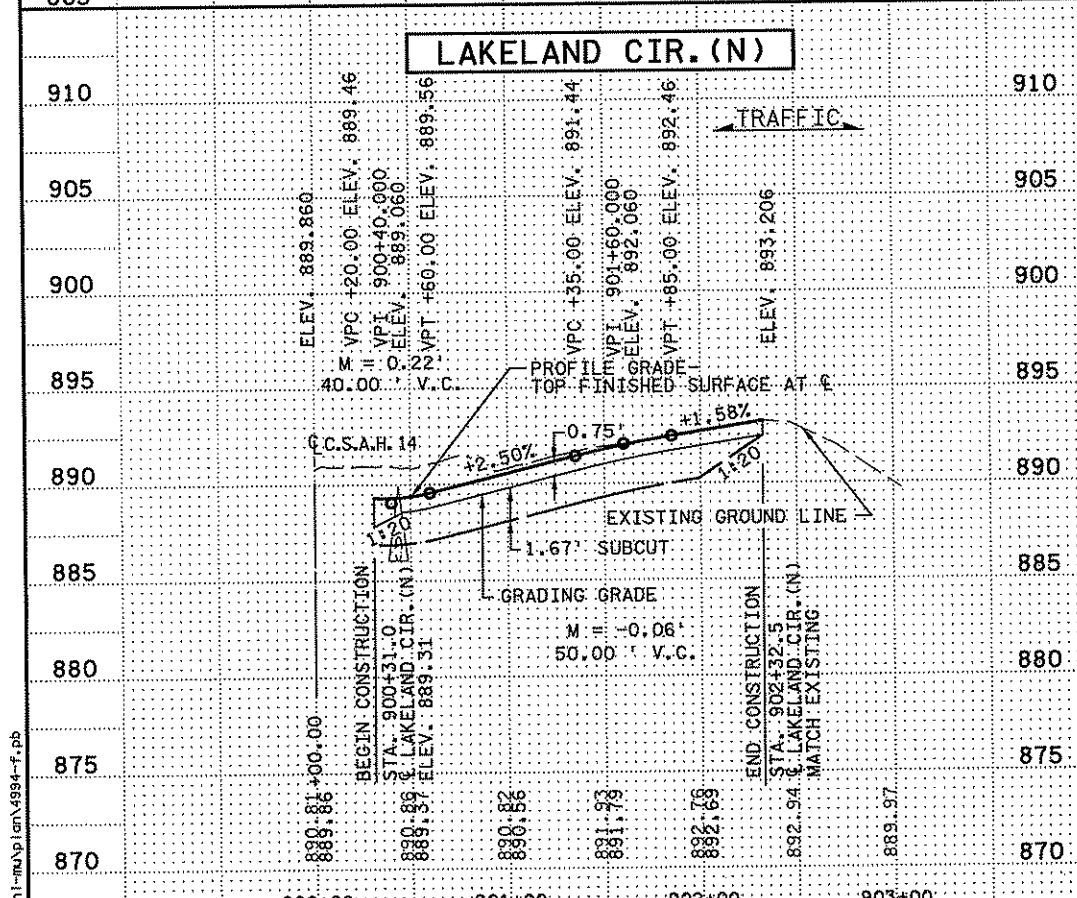 LAKELAND CIR.(N)
910
910
905
905
900
900
895
895
890
890
885
885
880
880
875
875
870
870
TRAFFIC
ELEV. 889.860
VPC +20.00 ELEV. 889.46
VPI 900+40.000
ELEV. 889.060
VPT +60.00 ELEV. 889.56
VPC +35.00 ELEV. 891.44
VPI 901+60.000
ELEV. 892.060
VPT +85.00 ELEV. 892.46
ELEV. 893.206
M = 0.22'
40.00 ' V.C.
PROFILE GRADE-
TOP FINISHED SURFACE AT ℄
℄ C.S.A.H. 14
+2.50%
0.75'
+1.58%
1:20
1:20
EXISTING GROUND LINE
1.67' SUBCUT
GRADING GRADE
M = -0.06'
50.00 ' V.C.
BEGIN CONSTRUCTION
STA. 900+31.0
℄ LAKELAND CIR.(N)
ELEV. 889.31
END CONSTRUCTION
STA. 902+32.5
℄ LAKELAND CIR.(N)
MATCH EXISTING
890.81+00.00
889.86
890.86
889.37
890.82
890.56
891.93
891.79
892.76
892.69
892.94
889.97
903+00